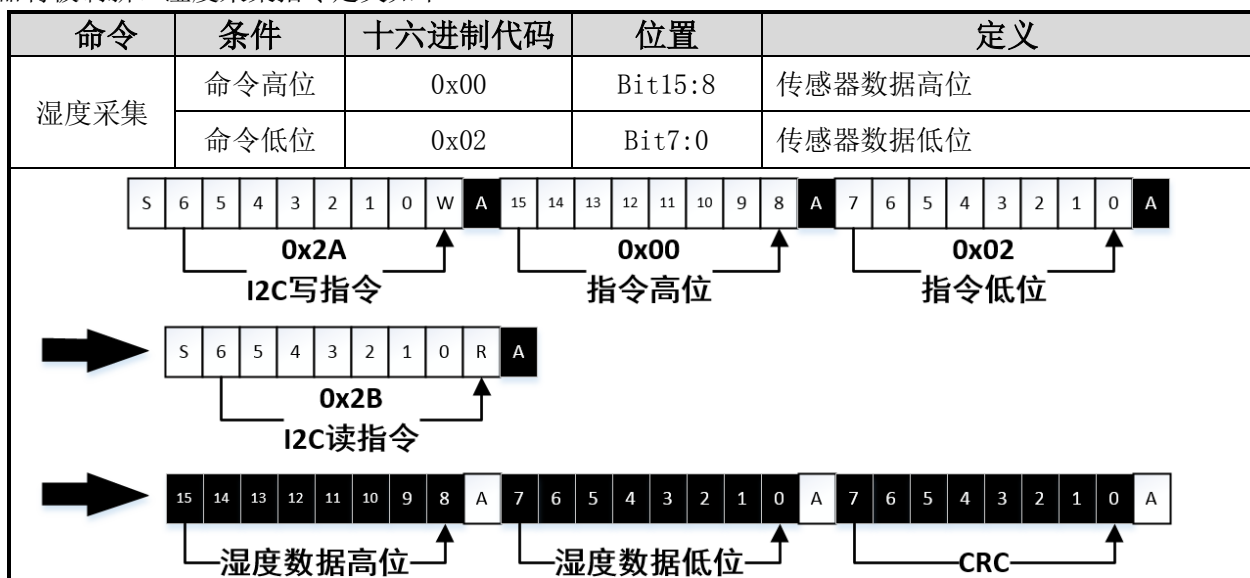 命令 条件 十六进制代码 位置 定义
湿度采集 命令高位 0x00 Bit15:8 传感器数据高位
命令低位 0x02 Bit7:0 传感器数据低位
S 6 5 4 3 2 1 0 W A 15 14 13 12 11 10 9 8 A 7 6 5 4 3 2 1 0 A
0x2A 0x00 0x02
I2C写指令 指令高位 指令低位
S 6 5 4 3 2 1 0 R A
0x2B
I2C读指令
15 14 13 12 11 10 9 8 A 7 6 5 4 3 2 1 0 A 7 6 5 4 3 2 1 0 A
湿度数据高位 湿度数据低位 CRC